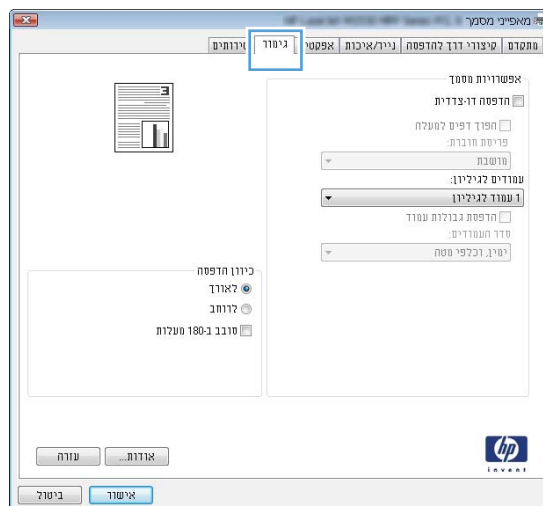 מאפייני מסמך
מתקדם
קיצורי דרך להדפסה
נייר/איכות
גימור
שירותים
אפשרויות מסמך
הדפסה דו-צדדית
הפוך דפים למעלה
פריסת חוברת:
מושבת
עמודים לגיליון:
1 עמוד לגיליון
הדפסת גבולות עמוד
סדר העמודים:
ימין, וכלפי מטה
3
כיוון הדפסה
לאורך
לרוחב
סובב ב-180 מעלות
hp
invent
אודות...
עזרה
אישור
ביטול